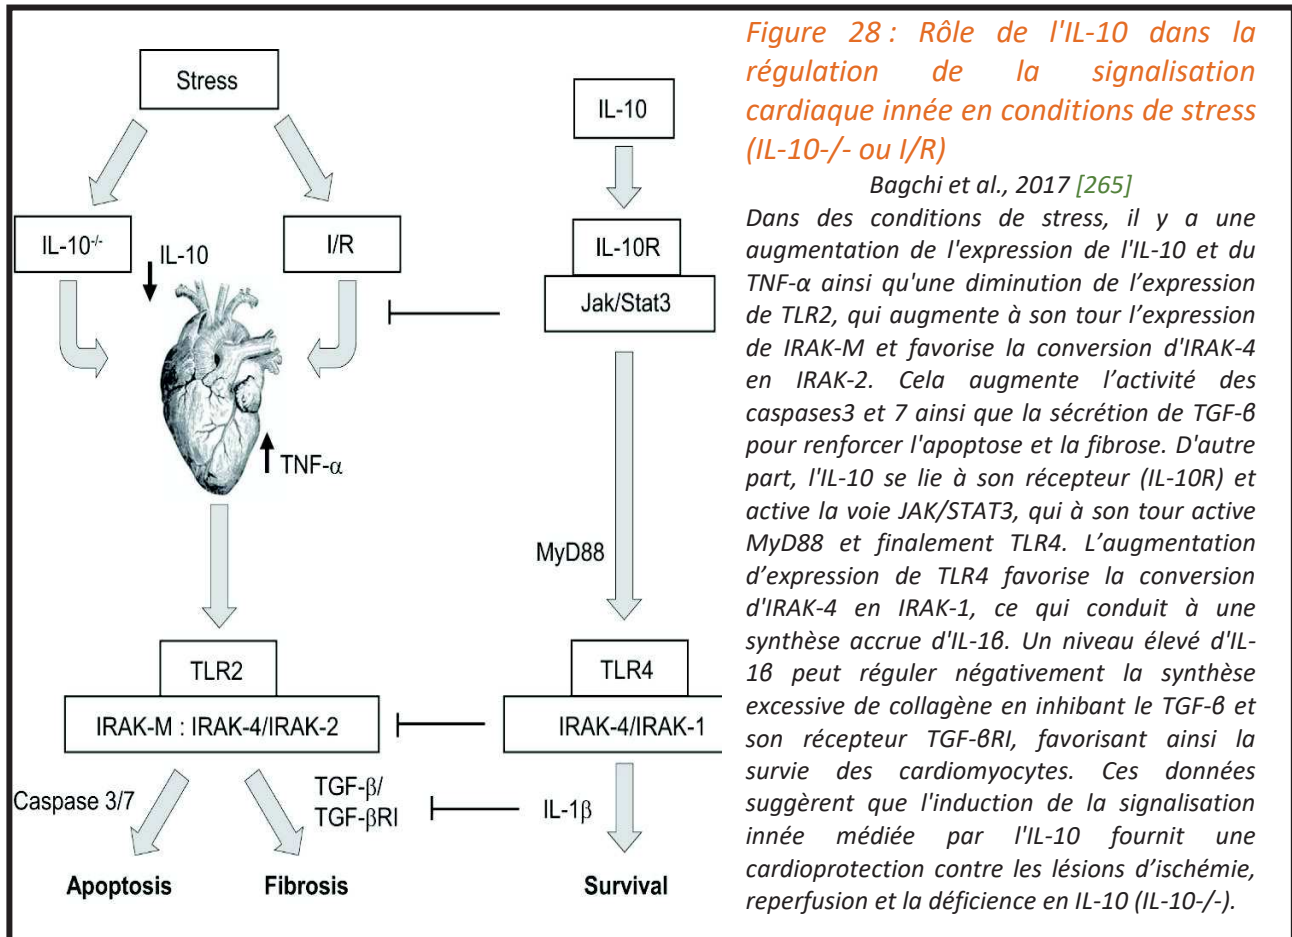 Stress
IL-10
IL-10-/-
IL-10
I/R
IL-10R
Jak/Stat3
TNF-α
MyD88
TLR2
TLR4
IRAK-M : IRAK-4/IRAK-2
IRAK-4/IRAK-1
Caspase 3/7
TGF-β/
TGF-βRI
IL-1β
Apoptosis
Fibrosis
Survival
Figure 28 : Rôle de l'IL-10 dans la
régulation de la signalisation
cardiaque innée en conditions de stress
(IL-10-/- ou I/R)
Bagchi et al., 2017 [265]
Dans des conditions de stress, il y a une
augmentation de l'expression de l'IL-10 et du
TNF-α ainsi qu'une diminution de l’expression
de TLR2, qui augmente à son tour l’expression
de IRAK-M et favorise la conversion d'IRAK-4
en IRAK-2. Cela augmente l’activité des
caspases3 et 7 ainsi que la sécrétion de TGF-β
pour renforcer l'apoptose et la fibrose. D'autre
part, l'IL-10 se lie à son récepteur (IL-10R) et
active la voie JAK/STAT3, qui à son tour active
MyD88 et finalement TLR4. L’augmentation
d’expression de TLR4 favorise la conversion
d'IRAK-4 en IRAK-1, ce qui conduit à une
synthèse accrue d'IL-1β. Un niveau élevé d'IL-
1β peut réguler négativement la synthèse
excessive de collagène en inhibant le TGF-β et
son récepteur TGF-βRI, favorisant ainsi la
survie des cardiomyocytes. Ces données
suggèrent que l'induction de la signalisation
innée médiée par l'IL-10 fournit une
cardioprotection contre les lésions d’ischémie,
reperfusion et la déficience en IL-10 (IL-10-/-).